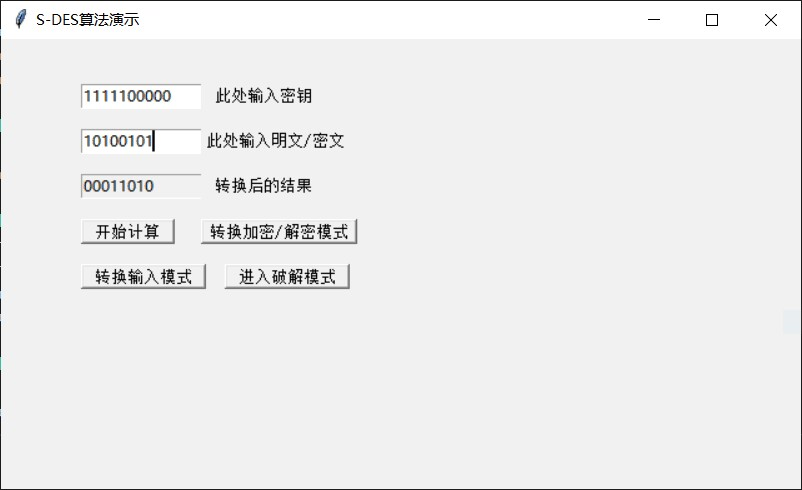 S-DES算法演示
1111100000 此处输入密钥
10100101 此处输入明文/密文
00011010 转换后的结果
开始计算 转换加密/解密模式
转换输入模式 进入破解模式